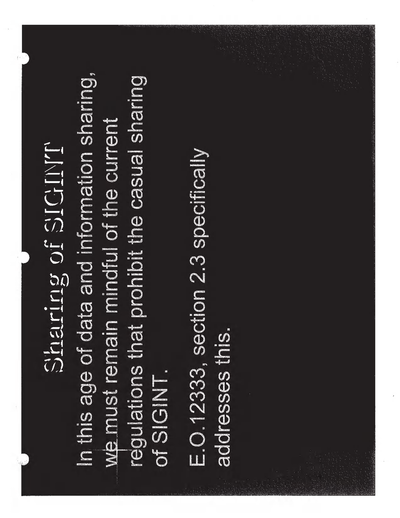 Sharing of SIGINT
In this age of data and information sharing,
we must remain mindful of the current
regulations that prohibit the casual sharing
of SIGINT.
E.O.12333, section 2.3 specifically
addresses this.